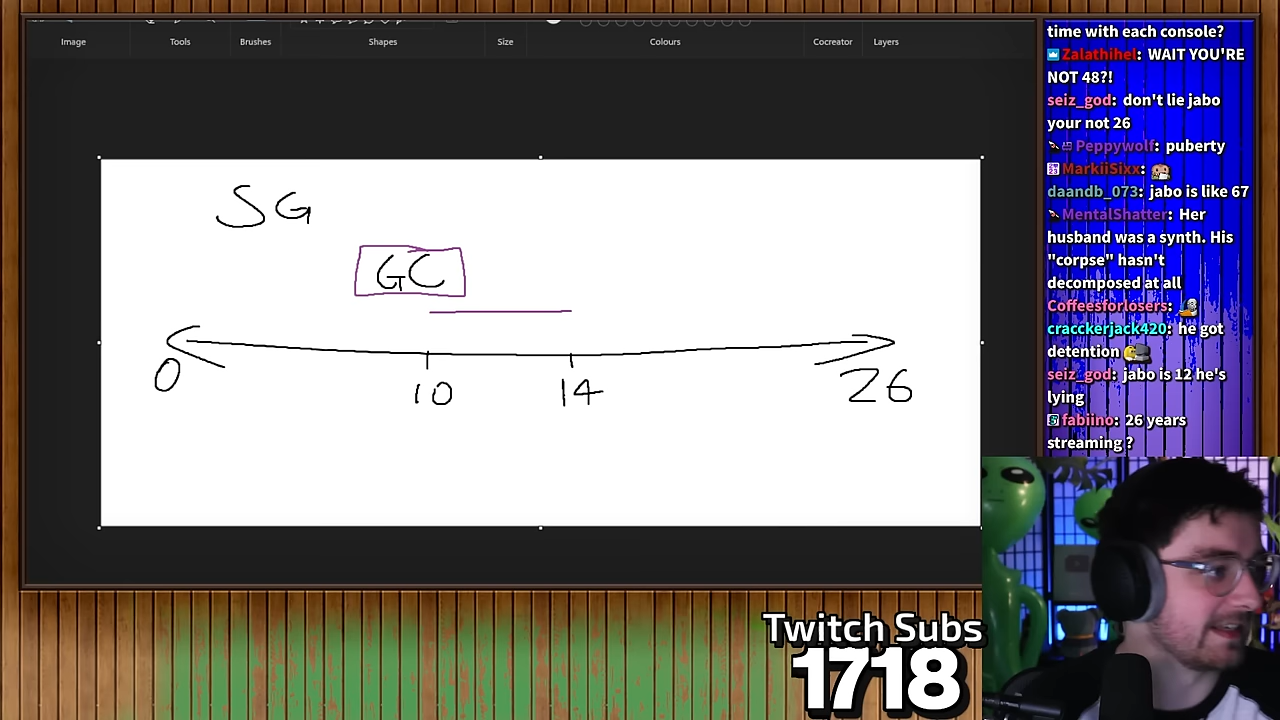 Image
Tools
Brushes
Shapes
Size
Colours
Cocreator
Layers
SG
GC
0
10
14
26
time with each console?
Zalathihel: WAIT YOU'RE
NOT 48?!
seiz_god: don't lie jabo
your not 26
Peppywolf: puberty
MarkiiSixx:
daandb_073: jabo is like 67
MentalShatter: Her
husband was a synth. His
"corpse" hasn't
decomposed at all
Coffeesforlosers:
cracckerjack420: he got
detention
seiz_god: jabo is 12 he's
lying
fabiino: 26 years
streaming ?
Twitch Subs
1718